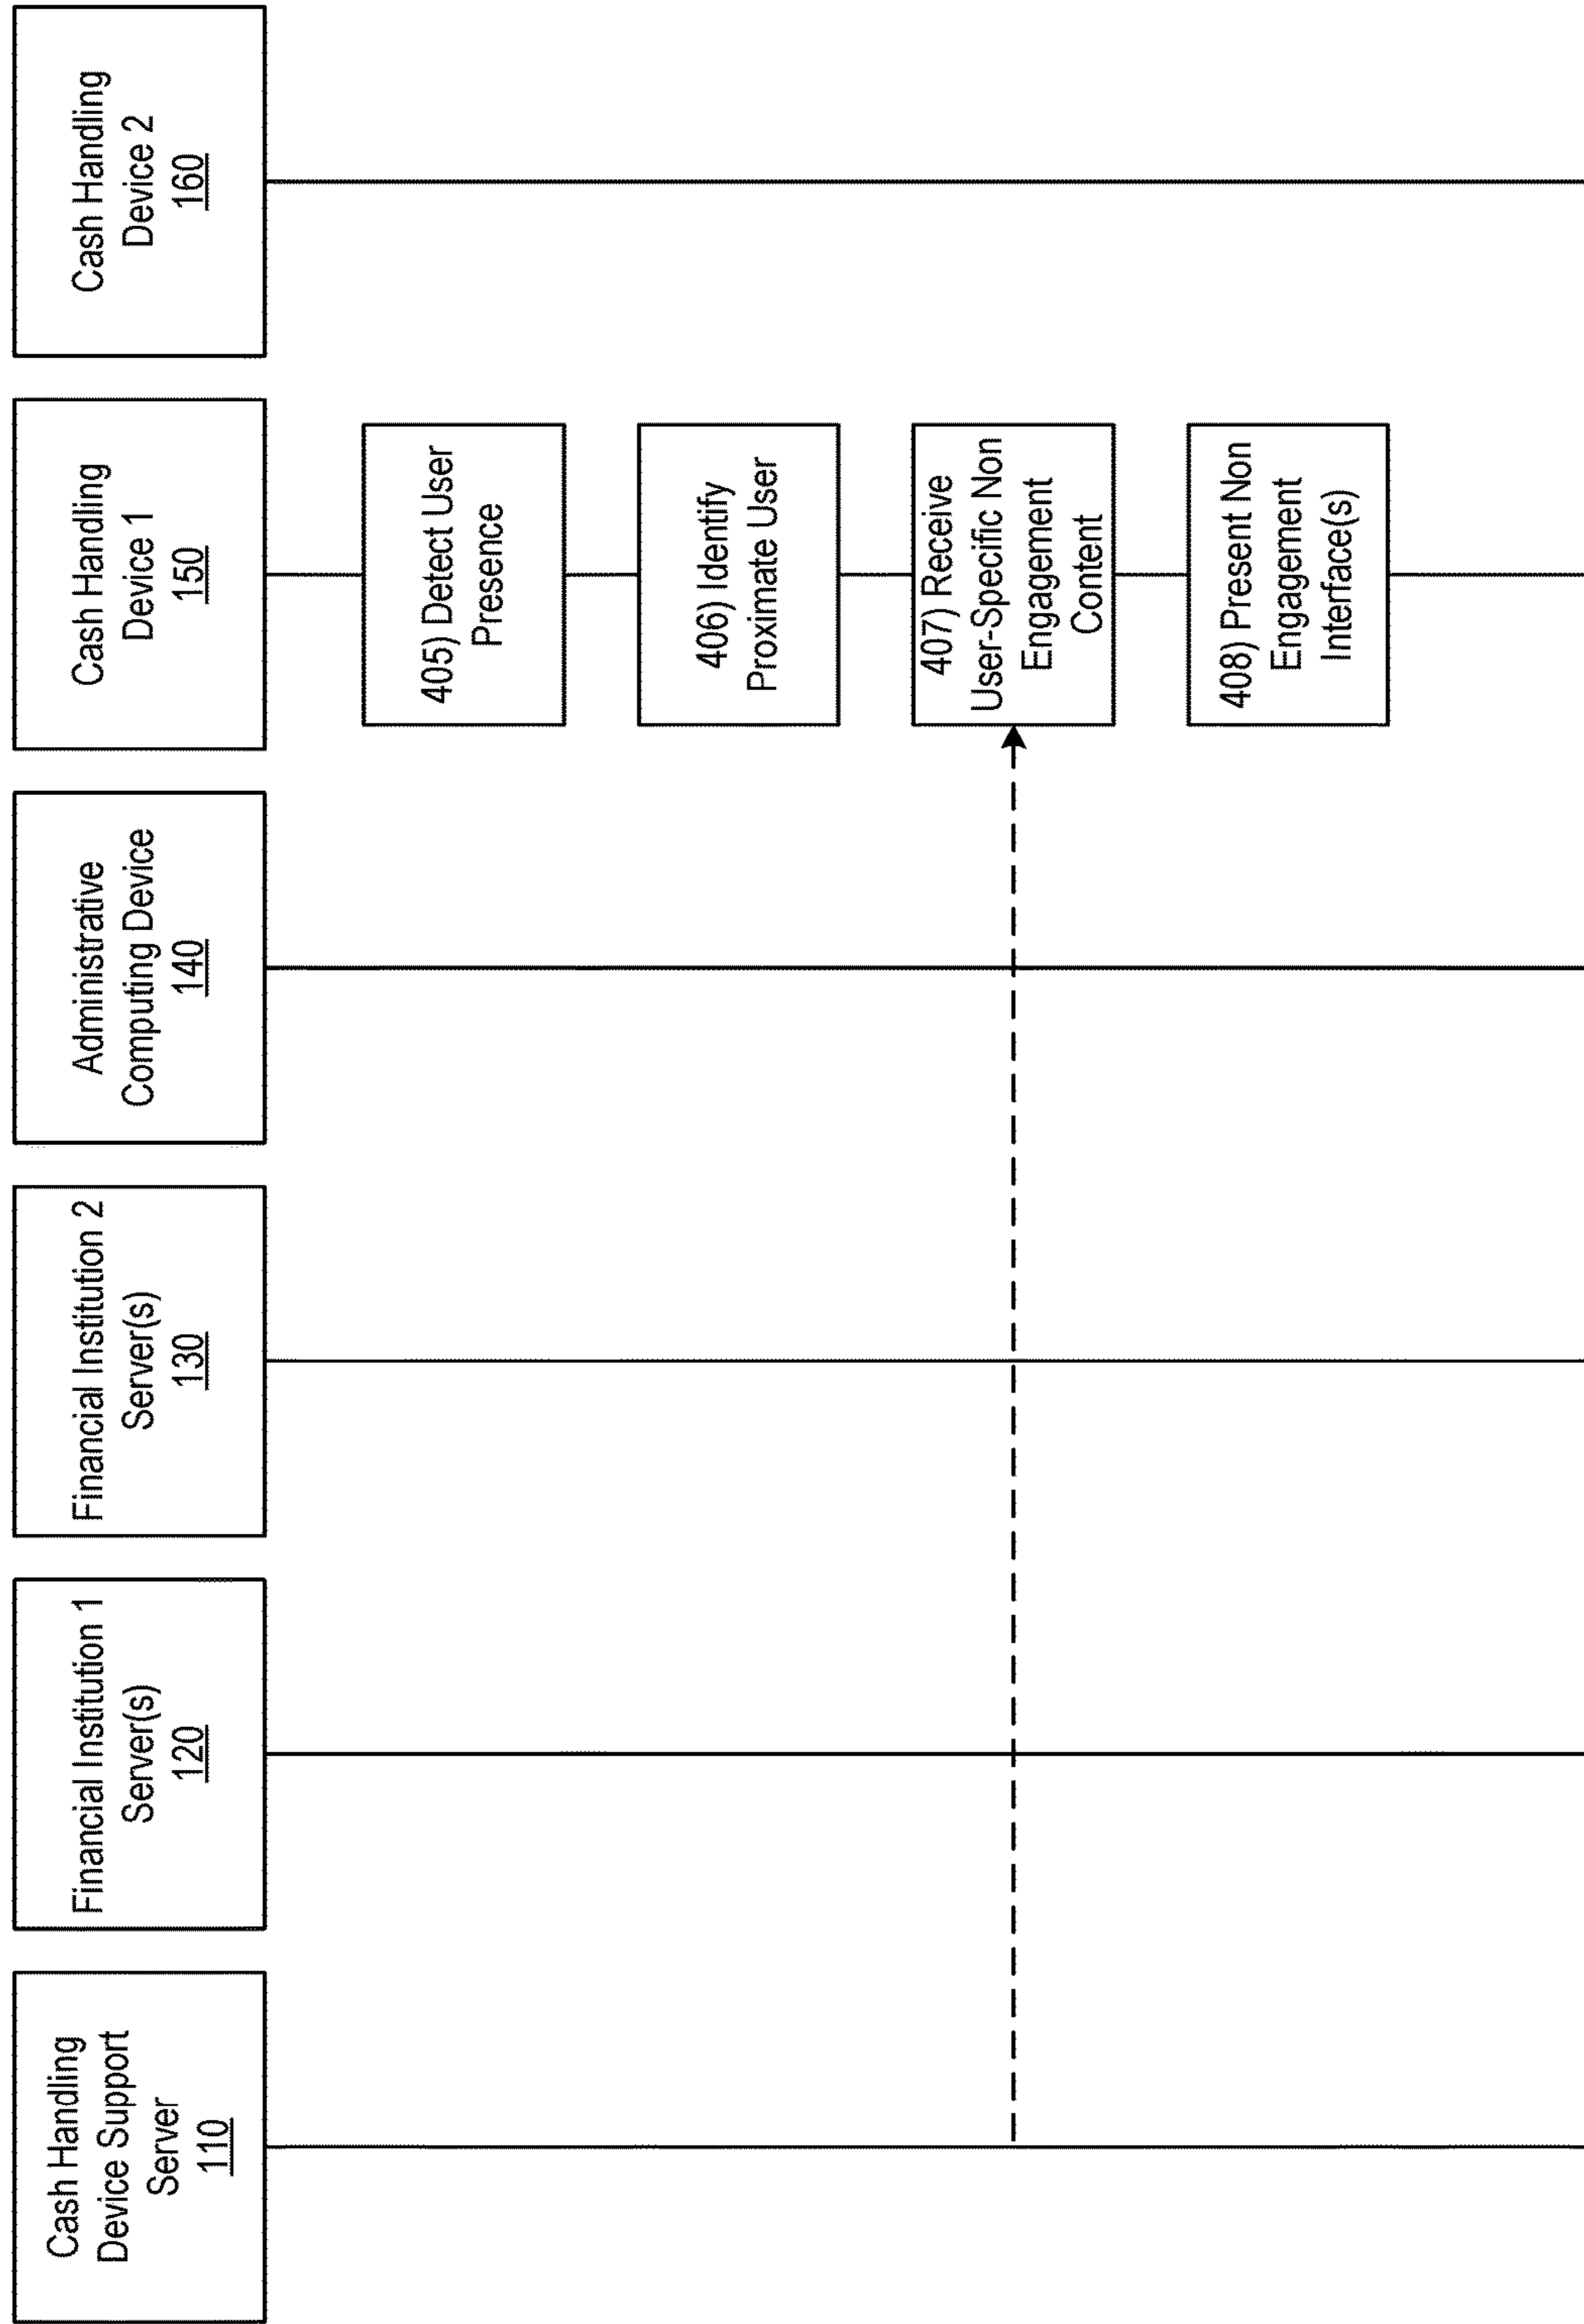 Cash Handling
Device Support
Server
110
Financial Institution 1
Server(s)
120
Financial Institution 2
Server(s)
130
Administrative
Computing Device
140
Cash Handling
Device 1
150
Cash Handling
Device 2
160
405) Detect User
Presence
406) Identify
Proximate User
407) Receive
User-Specific Non
Engagement
Content
408) Present Non
Engagement
Interface(s)